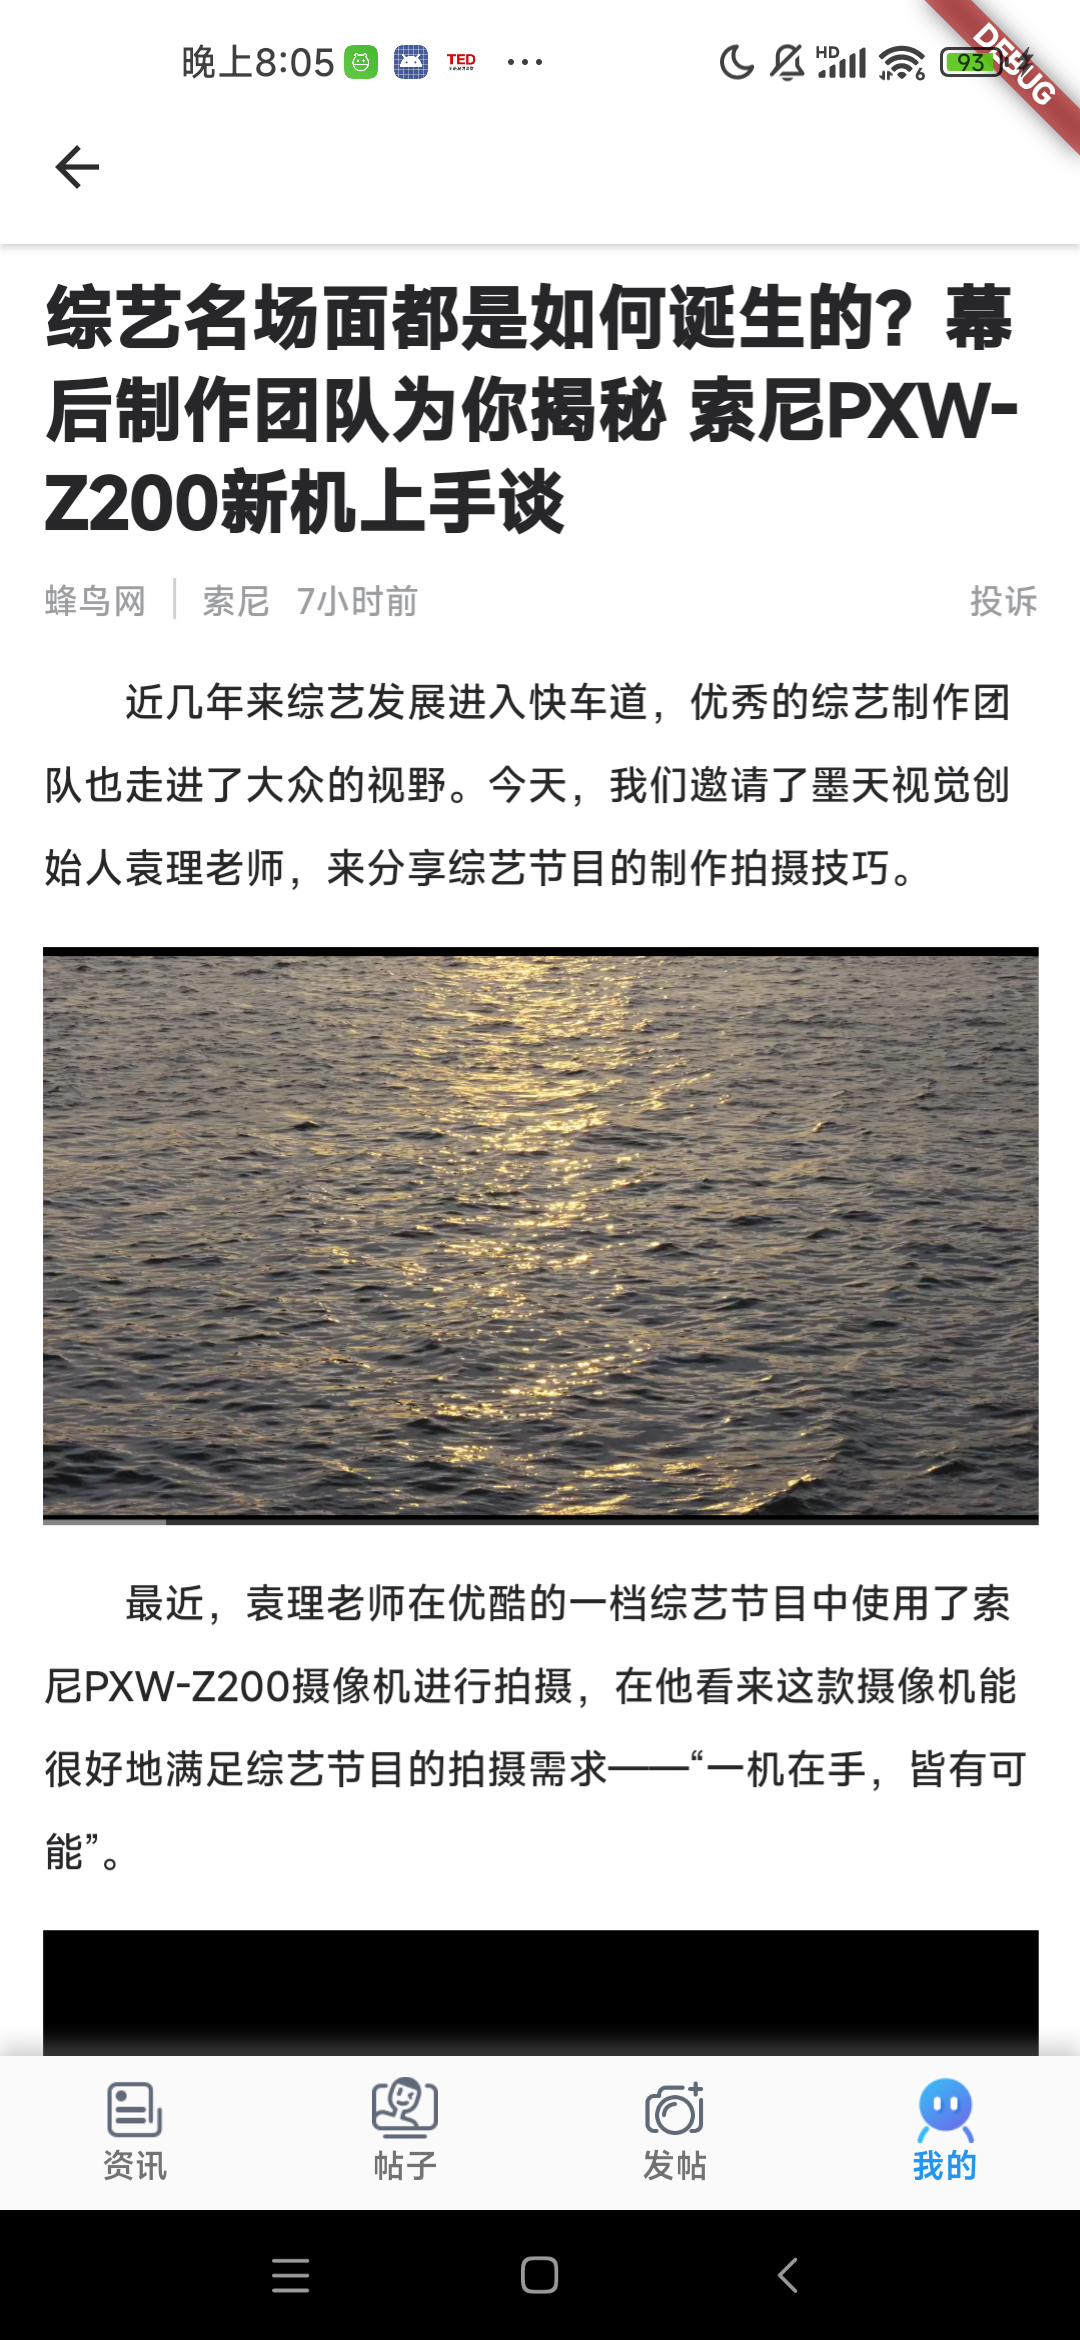 晚上8:05
TED
HD
6
93
DEBUG
综艺名场面都是如何诞生的？幕
后制作团队为你揭秘 索尼PXW-
Z200新机上手谈
蜂鸟网 索尼 7小时前 投诉
近几年来综艺发展进入快车道，优秀的综艺制作团
队也走进了大众的视野。今天，我们邀请了墨天视觉创
始人袁理老师，来分享综艺节目的制作拍摄技巧。
最近，袁理老师在优酷的一档综艺节目中使用了索
尼PXW-Z200摄像机进行拍摄，在他看来这款摄像机能
很好地满足综艺节目的拍摄需求——“一机在手，皆有可
能”。
资讯 帖子 发帖 我的